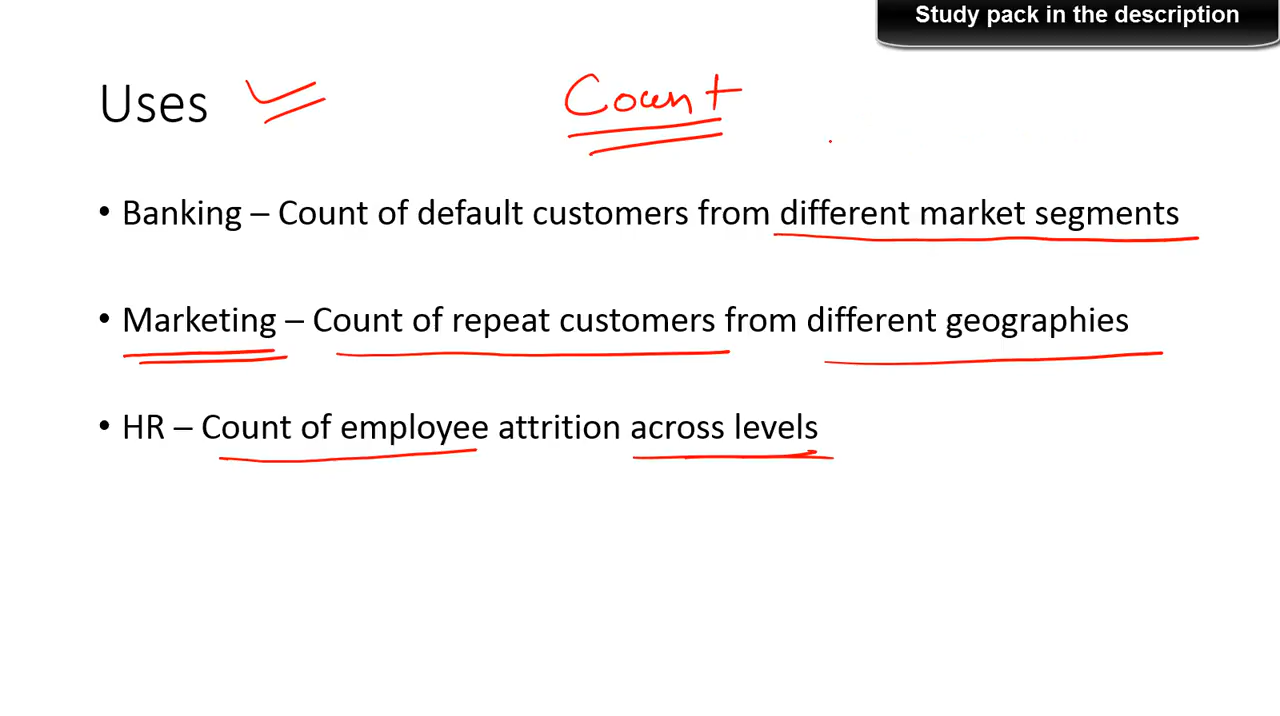 Study pack in the description
Uses Count
• Banking – Count of default customers from different market segments
• Marketing – Count of repeat customers from different geographies
• HR – Count of employee attrition across levels